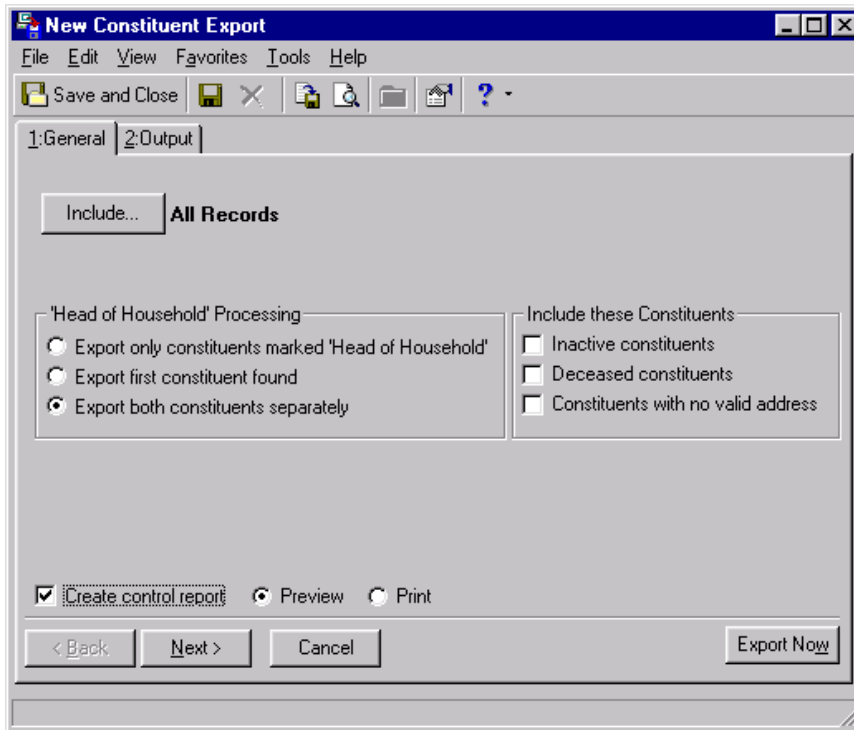 New Constituent Export
File Edit View Favorites Tools Help
Save and Close ?
1:General 2:Output
Include... All Records
'Head of Household' Processing
Export only constituents marked 'Head of Household'
Export first constituent found
Export both constituents separately
Include these Constituents
Inactive constituents
Deceased constituents
Constituents with no valid address
Create control report Preview Print
< Back Next > Cancel Export Now